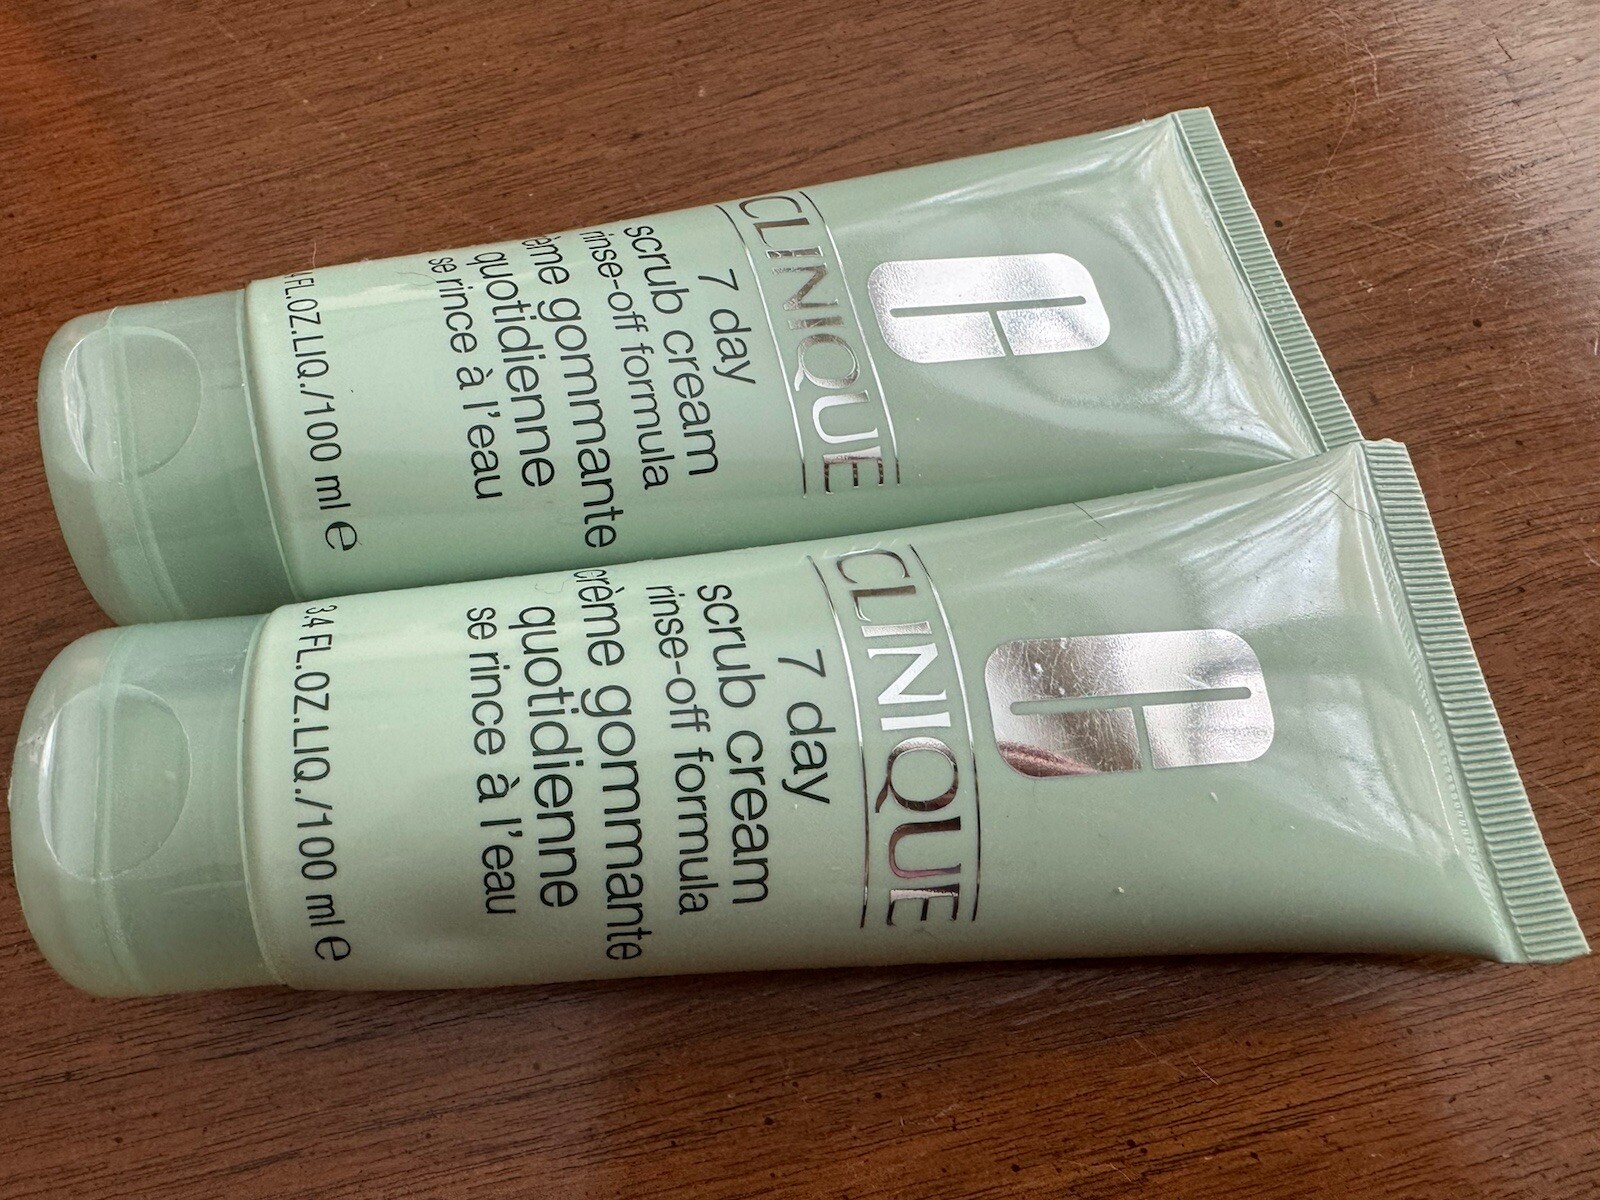 CLINIQUE
7 day
scrub cream
rinse-off formula
crème gommante
quotidienne
se rince à l'eau
3.4 FL.OZ.LIQ./100 ml ℮
CLINIQUE
7 day
scrub cream
rinse-off formula
ème gommante
quotidienne
se rince à l'eau
4 FL.OZ.LIQ./100 ml ℮